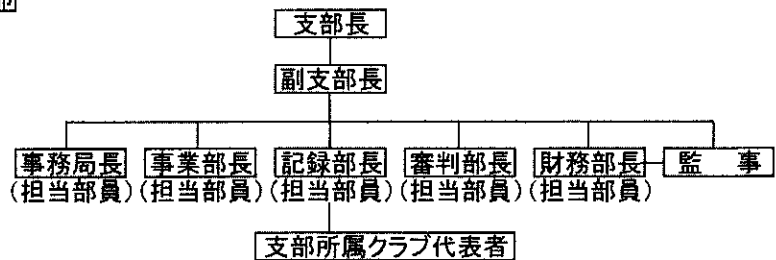 支部長
副支部長
事務局長 事業部長 記録部長 審判部長 財務部長 監 事
(担当部員) (担当部員) (担当部員) (担当部員) (担当部員)
支部所属クラブ代表者